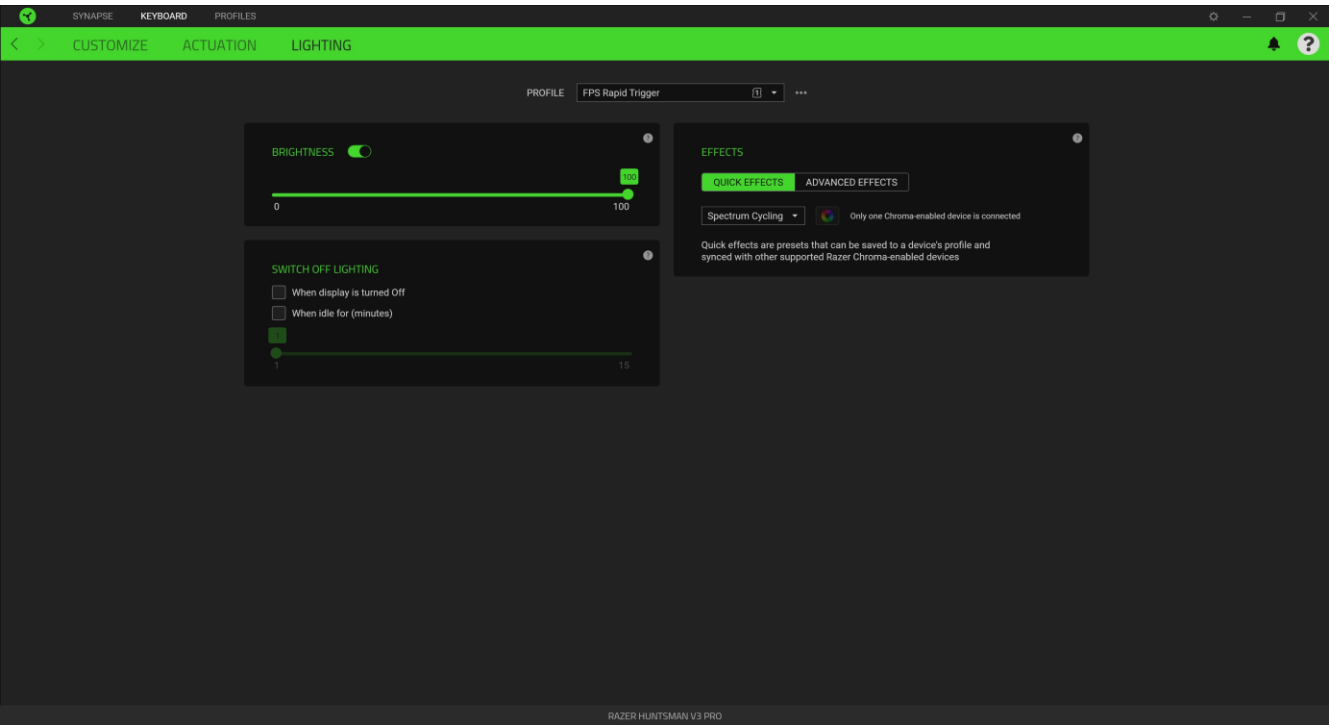 SYNAPSE KEYBOARD PROFILES
CUSTOMIZE ACTUATION LIGHTING ?
PROFILE FPS Rapid Trigger 1
BRIGHTNESS ?
100
0 100
SWITCH OFF LIGHTING ?
When display is turned Off
When idle for (minutes)
1
1 15
EFFECTS ?
QUICK EFFECTS ADVANCED EFFECTS
Spectrum Cycling Only one Chroma-enabled device is connected
Quick effects are presets that can be saved to a device's profile and
synced with other supported Razer Chroma-enabled devices
RAZER HUNTSMAN V3 PRO